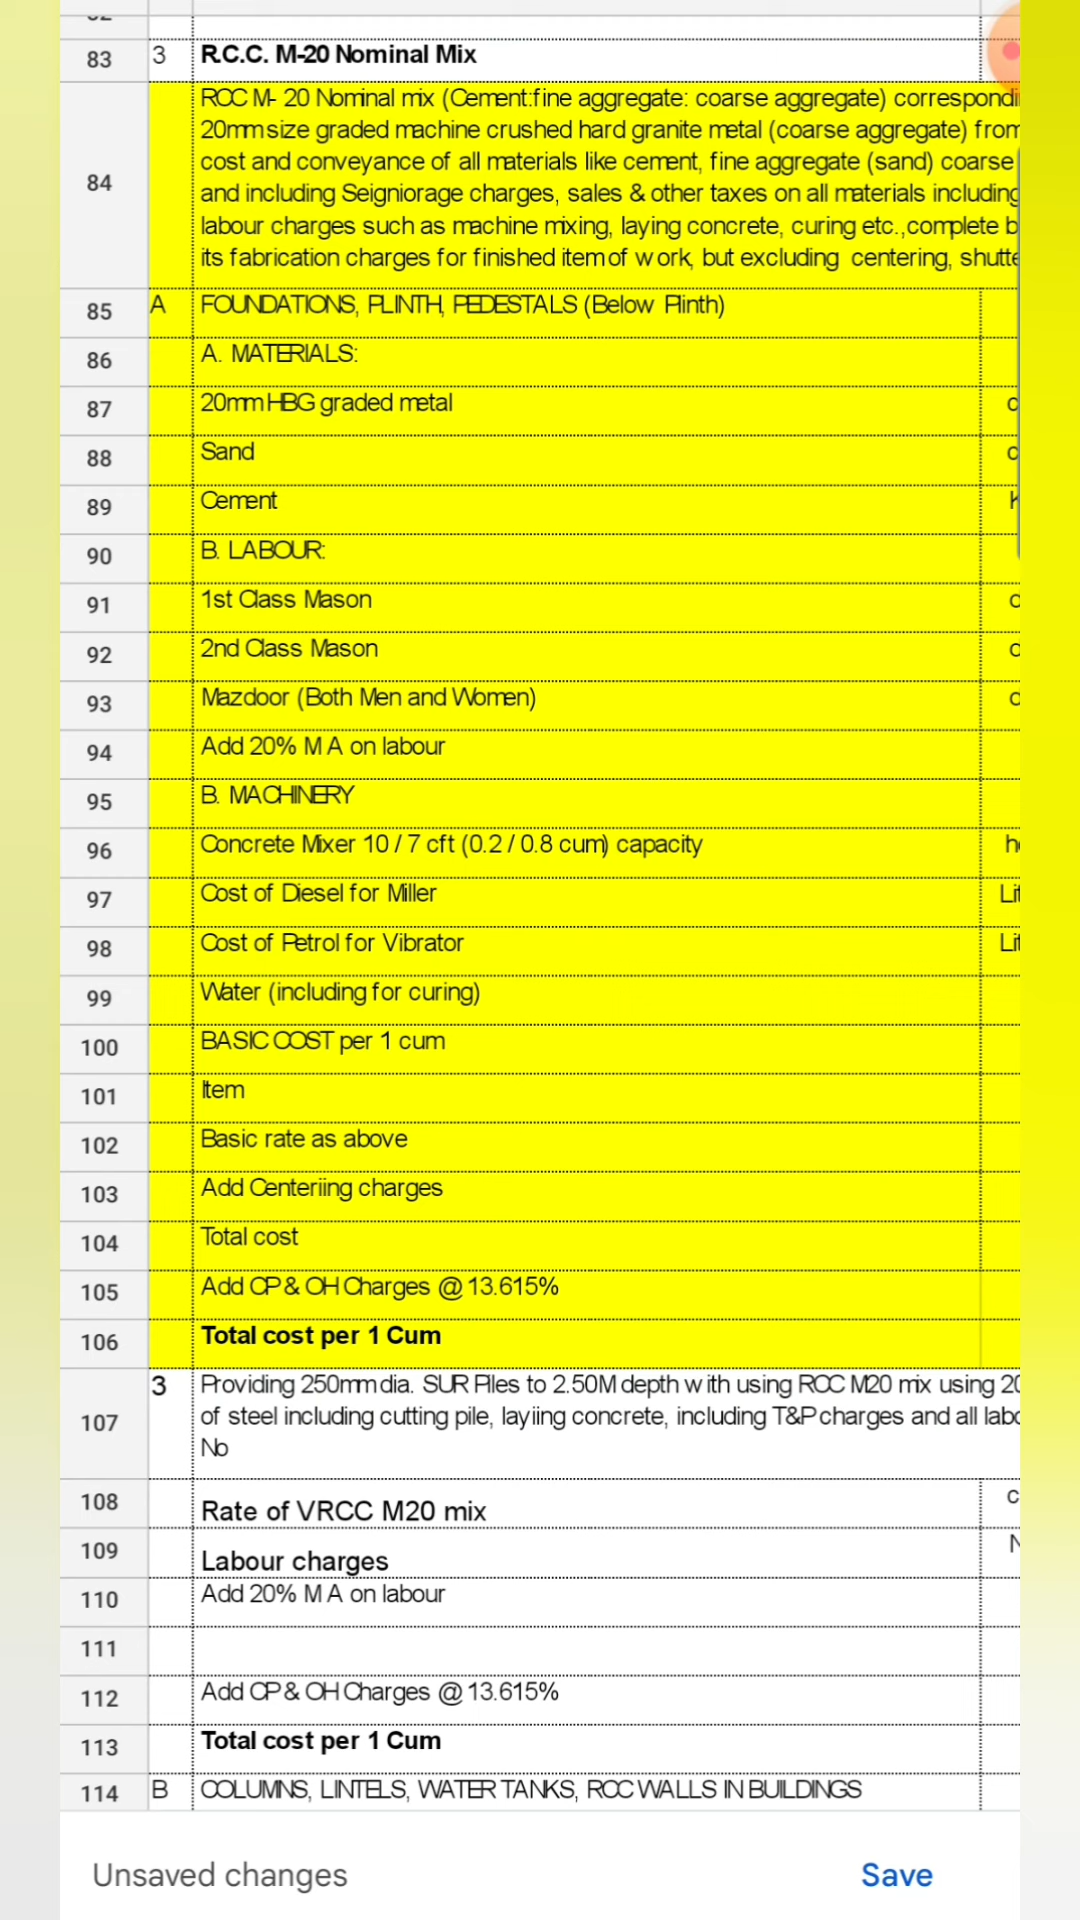 83 3 R.C.C. M-20 Nominal Mix
RCC M- 20 Nominal mix (Cement:fine aggregate: coarse aggregate) correspondi
20mm size graded machine crushed hard granite metal (coarse aggregate) from
cost and conveyance of all materials like cement, fine aggregate (sand) coarse
84 and including Seigniorage charges, sales & other taxes on all materials including
labour charges such as machine mixing, laying concrete, curing etc.,complete b
its fabrication charges for finished item of work, but excluding centering, shutte
85 A FOUNDATIONS, PLINTH, PEDESTALS (Below Plinth)
86 A. MATERIALS:
87 20mm HBG graded metal
88 Sand
89 Cement
90 B. LABOUR:
91 1st Class Mason
92 2nd Class Mason
93 Mazdoor (Both Men and Women)
94 Add 20% M A on labour
95 B. MACHINERY
96 Concrete Mixer 10 / 7 cft (0.2 / 0.8 cum) capacity
97 Cost of Diesel for Miller Lit
98 Cost of Petrol for Vibrator Lit
99 Water (including for curing)
100 BASIC COST per 1 cum
101 Item
102 Basic rate as above
103 Add Centeriing charges
104 Total cost
105 Add CP & OH Charges @ 13.615%
106 Total cost per 1 Cum
3 Providing 250mm dia. SUR Piles to 2.50M depth with using RCC M20 mix using 20
107 of steel including cutting pile, layiing concrete, including T&P charges and all labo
No
108 Rate of VRCC M20 mix
109 Labour charges
110 Add 20% M A on labour
111
112 Add CP & OH Charges @ 13.615%
113 Total cost per 1 Cum
114 B COLUMNS, LINTELS, WATER TANKS, RCC WALLS IN BUILDINGS
Unsaved changes Save